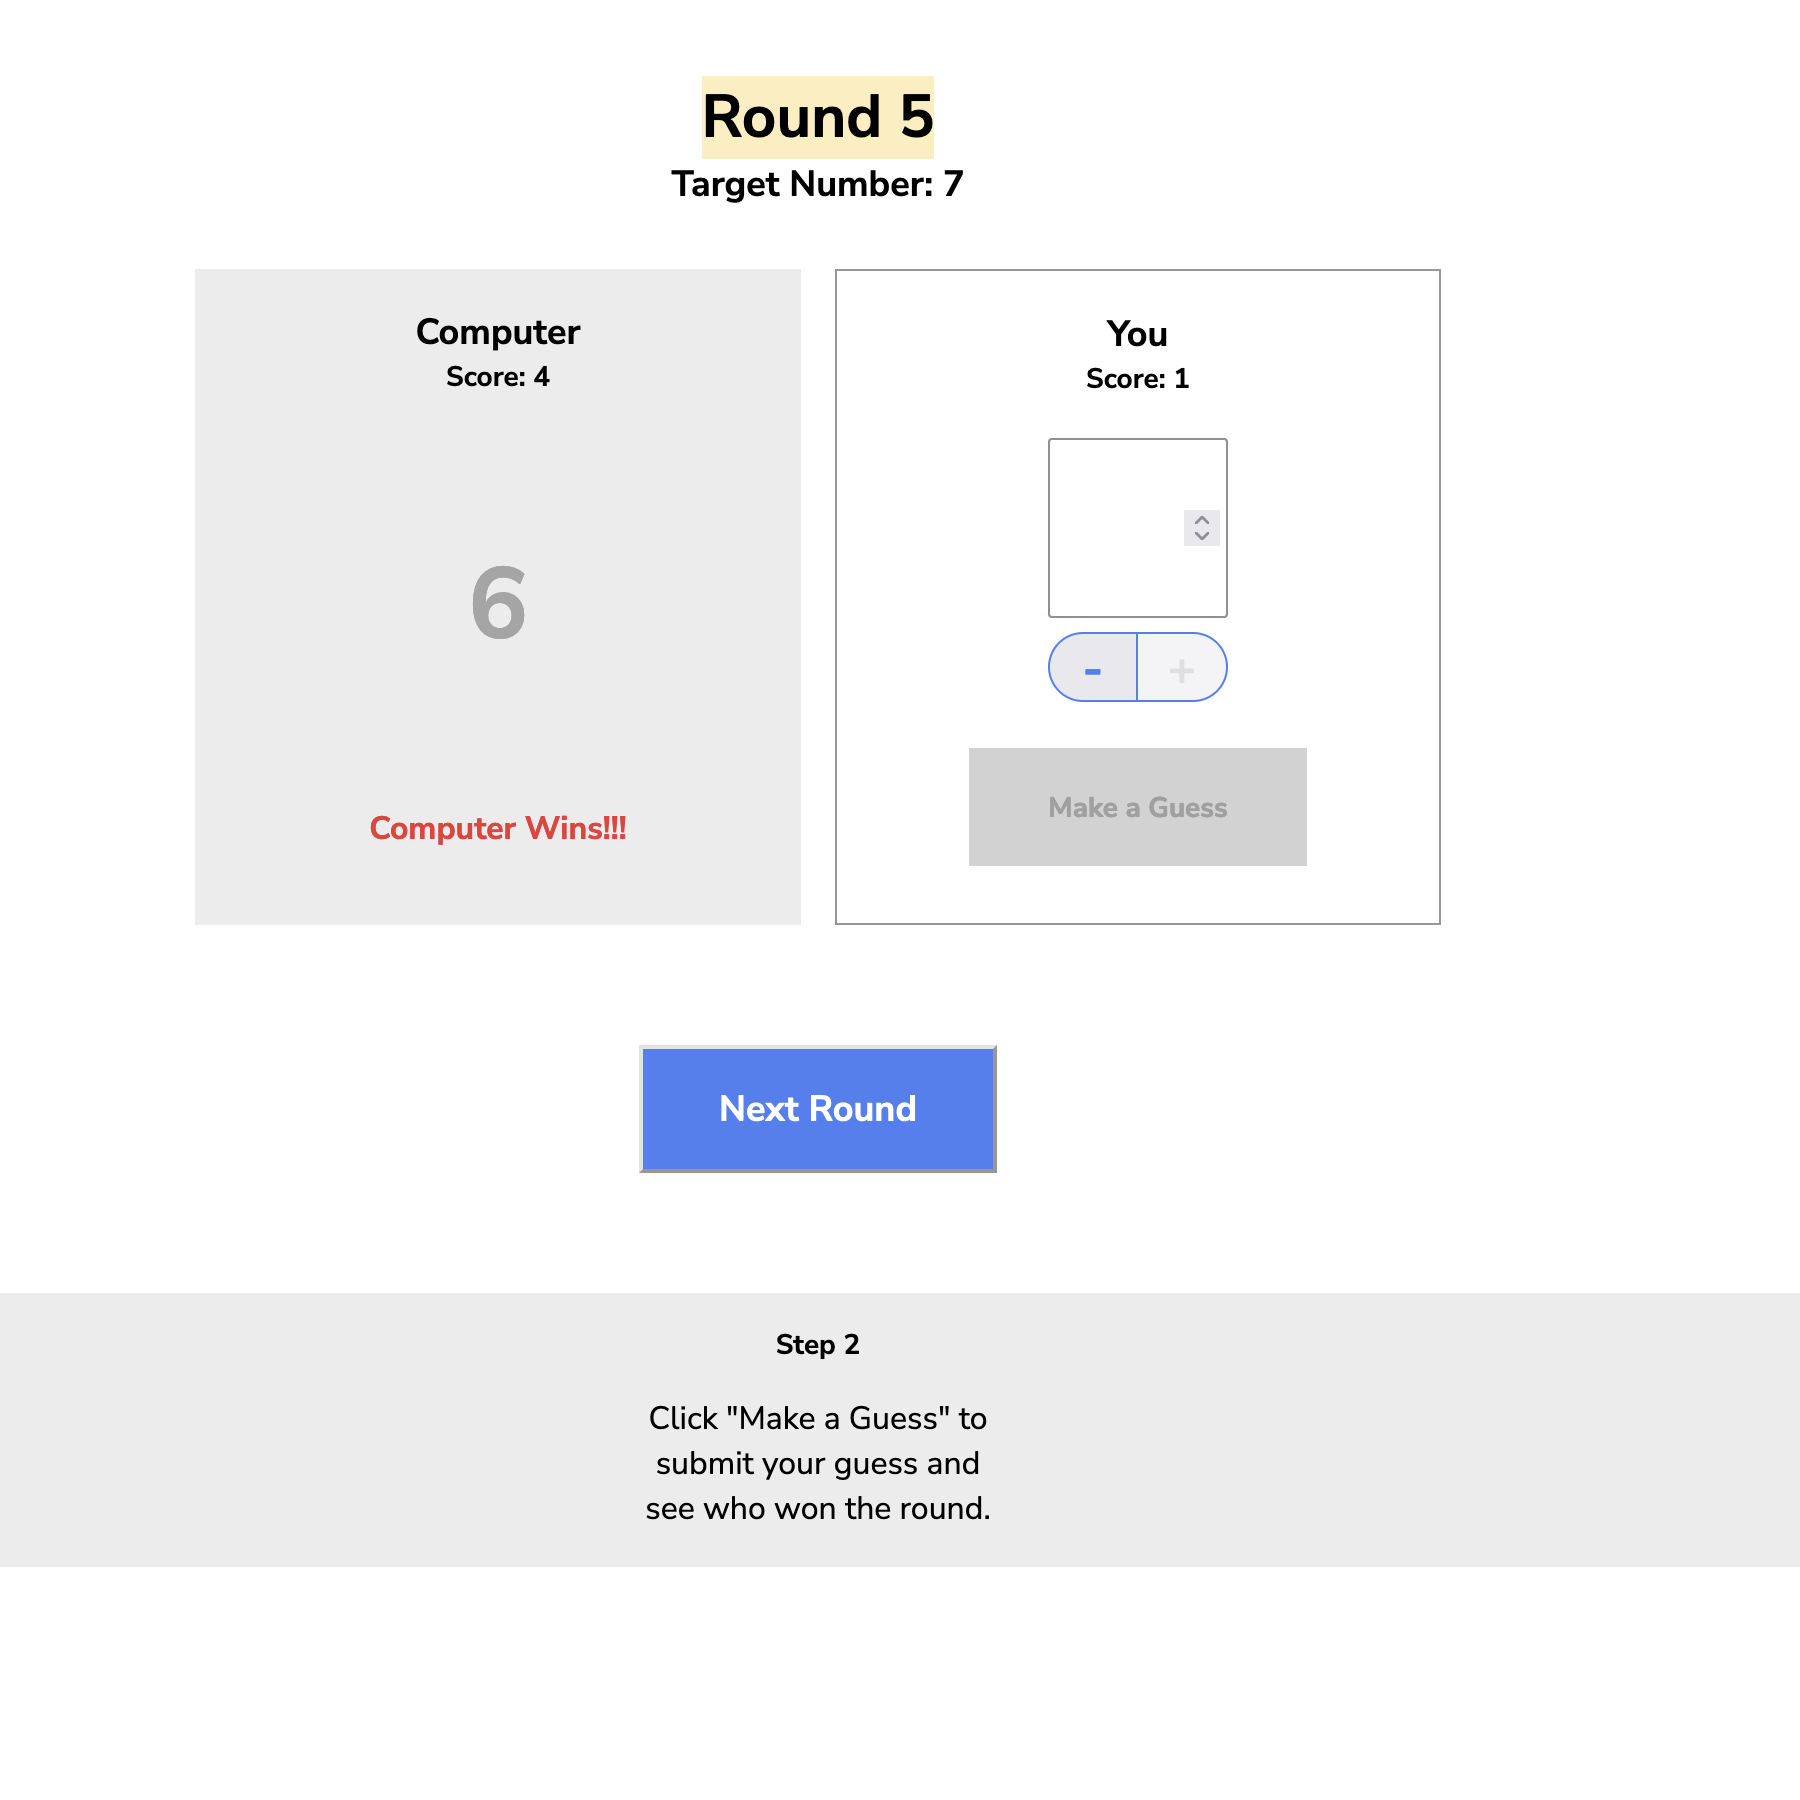 Round 5
Target Number: 7
Computer
Score: 4
6
Computer Wins!!!
You
Score: 1
- +
Make a Guess
Next Round
Step 2
Click "Make a Guess" to
submit your guess and
see who won the round.